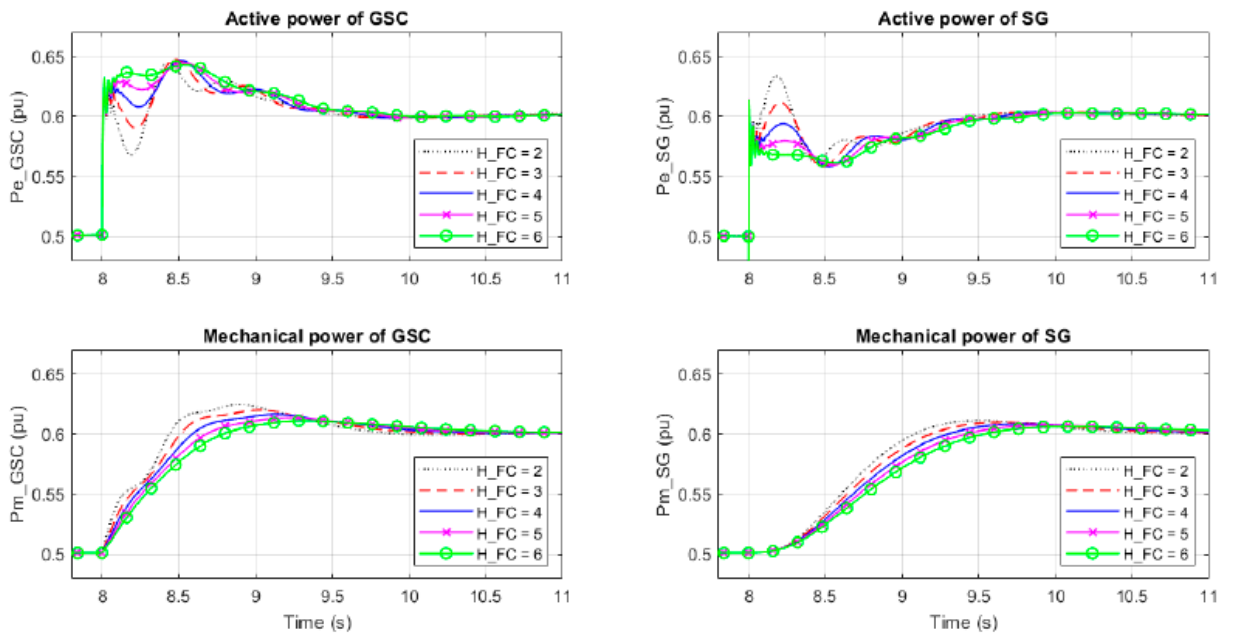 Active power of GSC
Pe_GSC (pu)
0.65
0.6
0.55
0.5
H_FC = 2
H_FC = 3
H_FC = 4
H_FC = 5
H_FC = 6
8 8.5 9 9.5 10 10.5 11
Active power of SG
Pe_SG (pu)
0.65
0.6
0.55
0.5
H_FC = 2
H_FC = 3
H_FC = 4
H_FC = 5
H_FC = 6
8 8.5 9 9.5 10 10.5 11
Mechanical power of GSC
Pm_GSC (pu)
0.65
0.6
0.55
0.5
H_FC = 2
H_FC = 3
H_FC = 4
H_FC = 5
H_FC = 6
8 8.5 9 9.5 10 10.5 11
Time (s)
Mechanical power of SG
Pm_SG (pu)
0.65
0.6
0.55
0.5
H_FC = 2
H_FC = 3
H_FC = 4
H_FC = 5
H_FC = 6
8 8.5 9 9.5 10 10.5 11
Time (s)